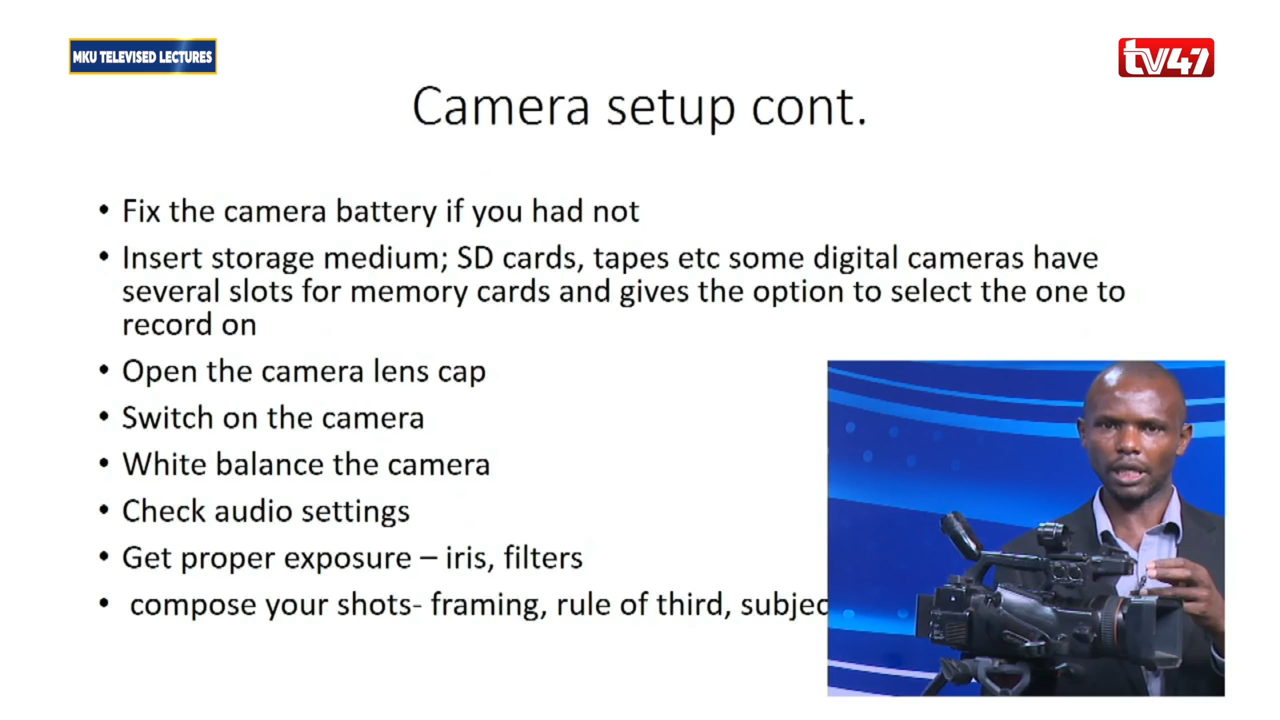 MKU TELEVISED LECTURES
tv47
Camera setup cont.
• Fix the camera battery if you had not
• Insert storage medium; SD cards, tapes etc some digital cameras have
several slots for memory cards and gives the option to select the one to
record on
• Open the camera lens cap
• Switch on the camera
• White balance the camera
• Check audio settings
• Get proper exposure – iris, filters
• compose your shots- framing, rule of third,